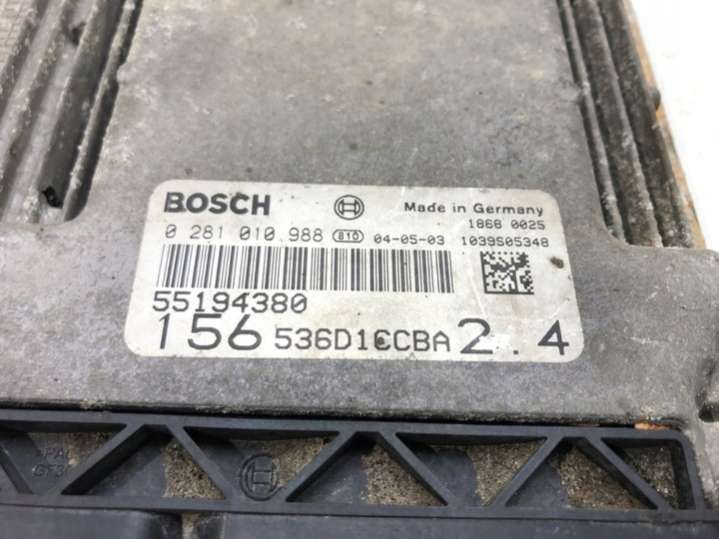 BOSCH Made in Germany
1868 0025
0 281 010 988 810 04-05-03 1039S05348
55194380
156 536D1CCBA 2.4